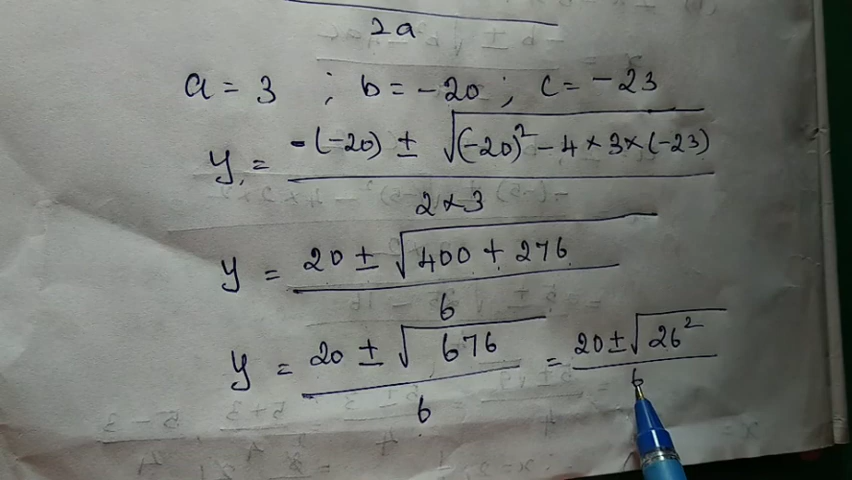 2a
a = 3 ; b = -20 ; c = -23
y = -(-20) ± √(-20)² - 4 × 3 × (-23)
2 × 3
y = 20 ± √400 + 276
6
y = 20 ± √676 = 20 ± √26²
6 6